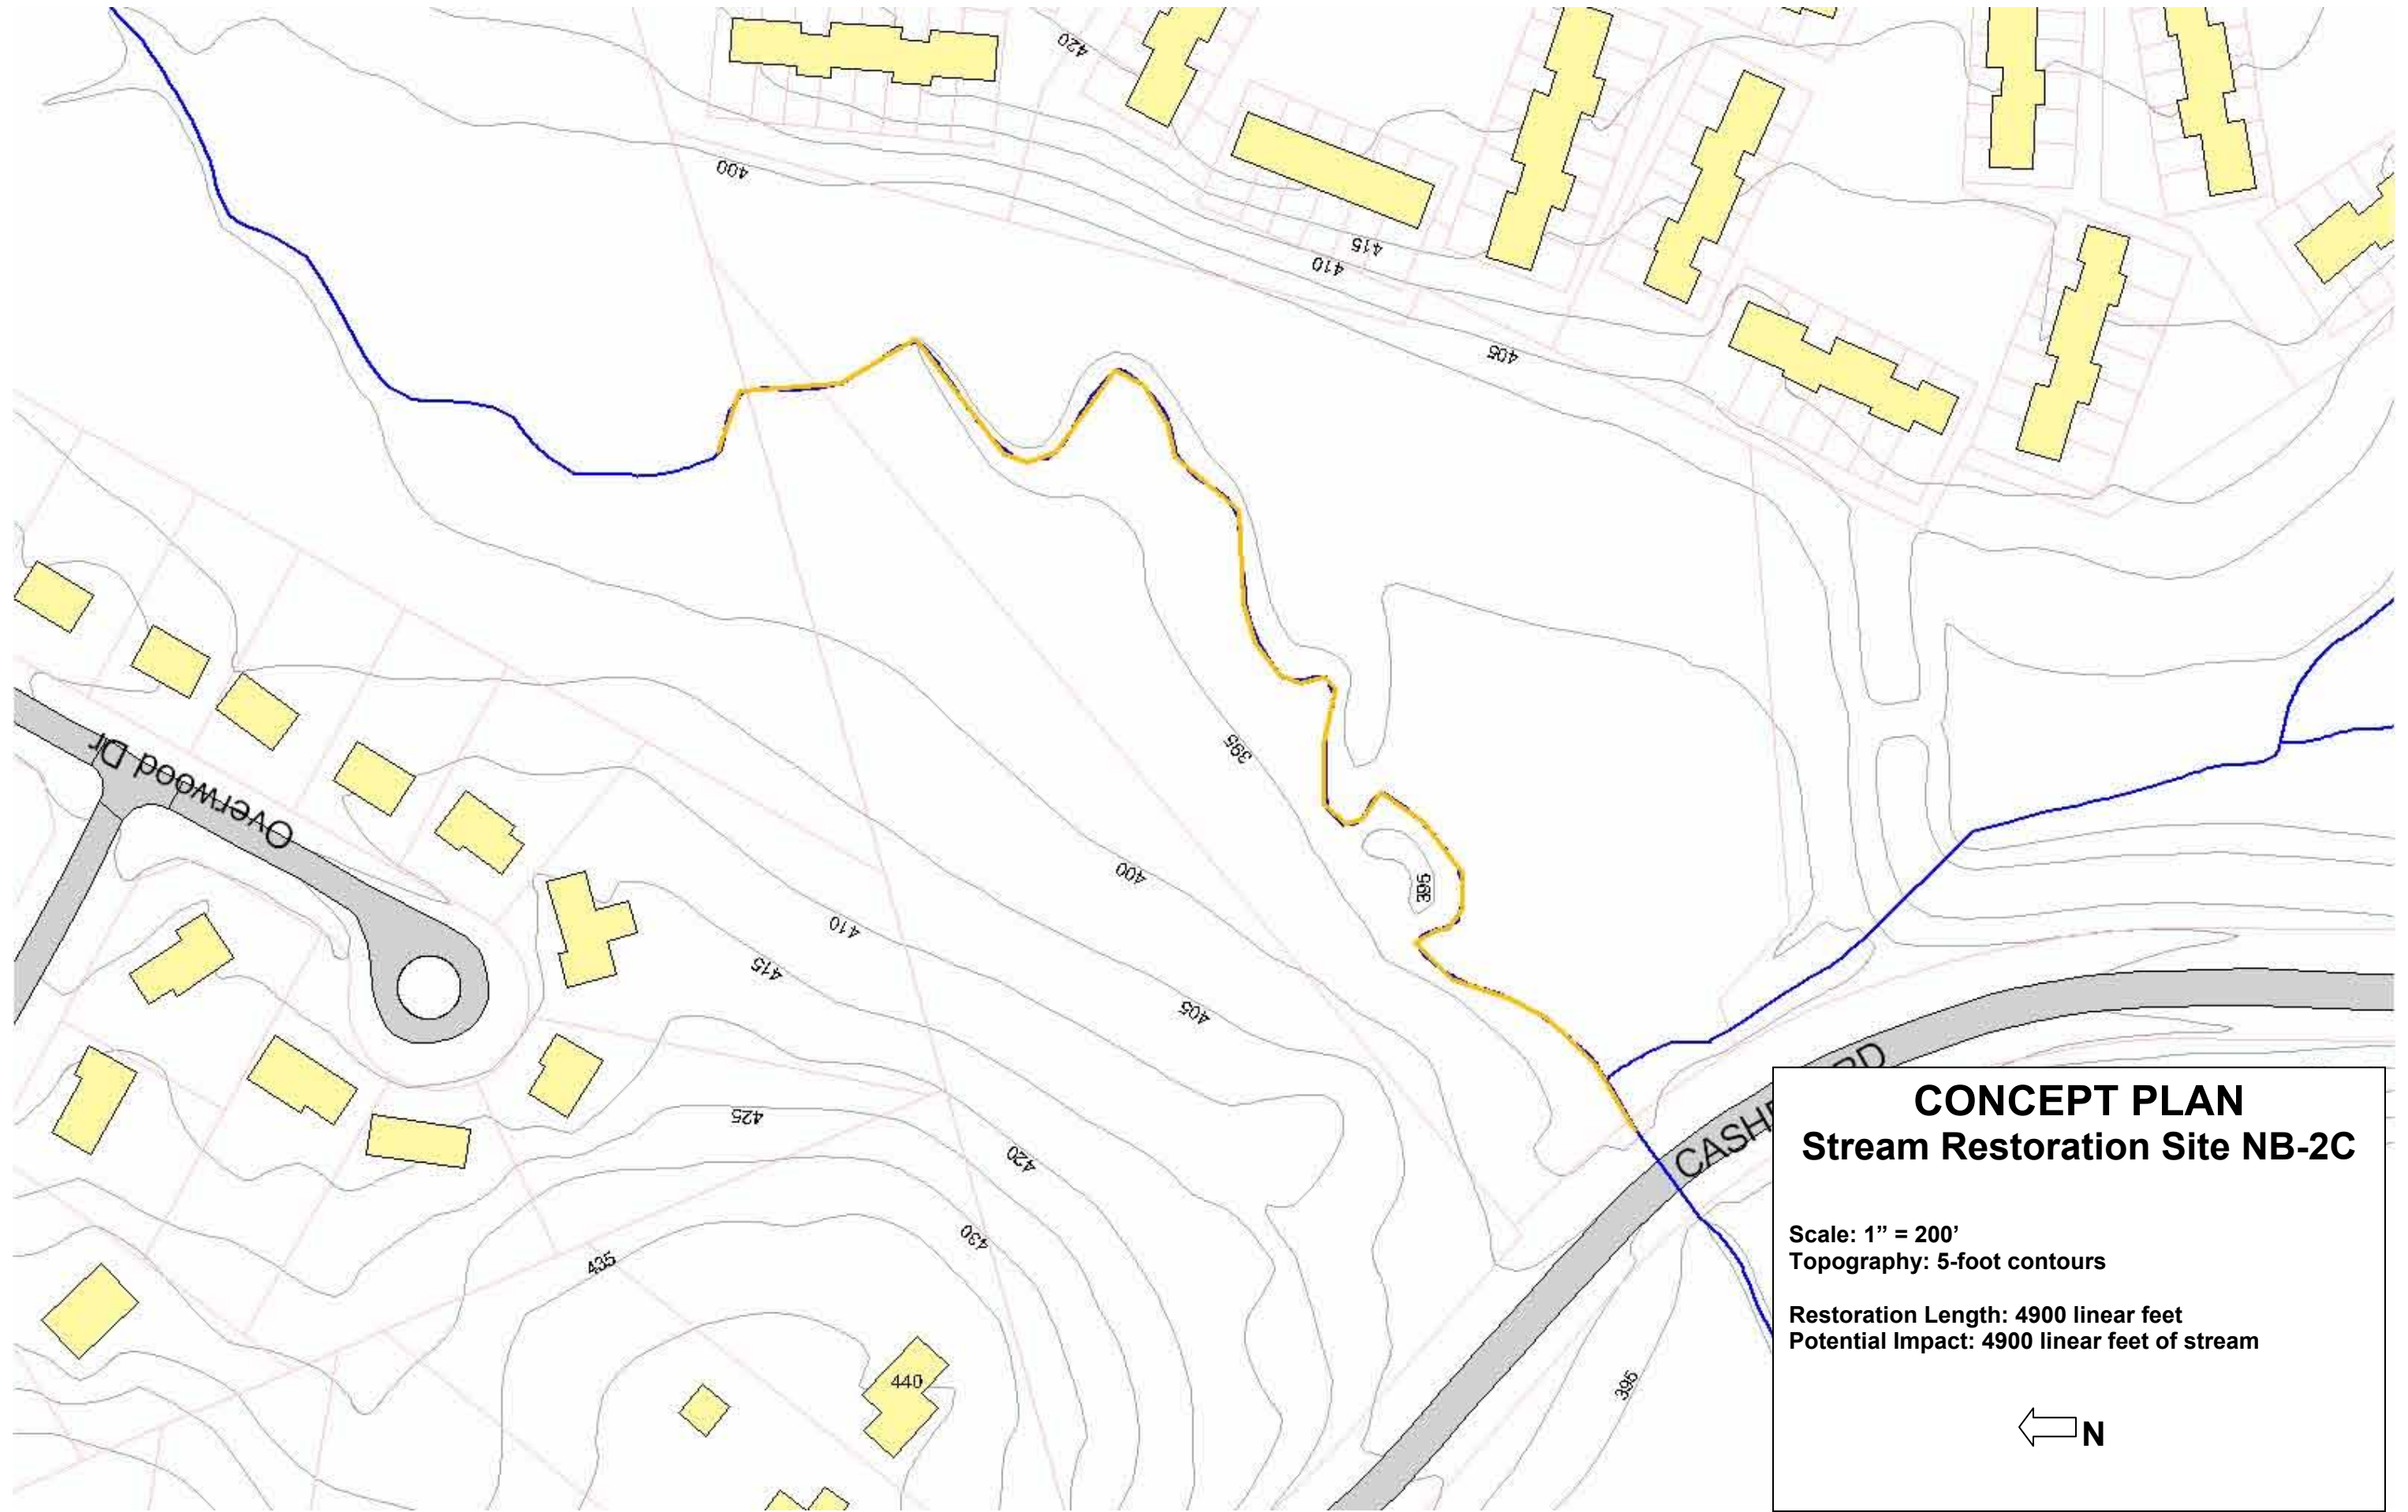 420
400
415
410
405
395
Overwood Dr
400
395
410
415
405
425
420
430
435
440
395
CONCEPT PLAN
Stream Restoration Site NB-2C
Scale: 1” = 200’
Topography: 5-foot contours
Restoration Length: 4900 linear feet
Potential Impact: 4900 linear feet of stream
N
RD